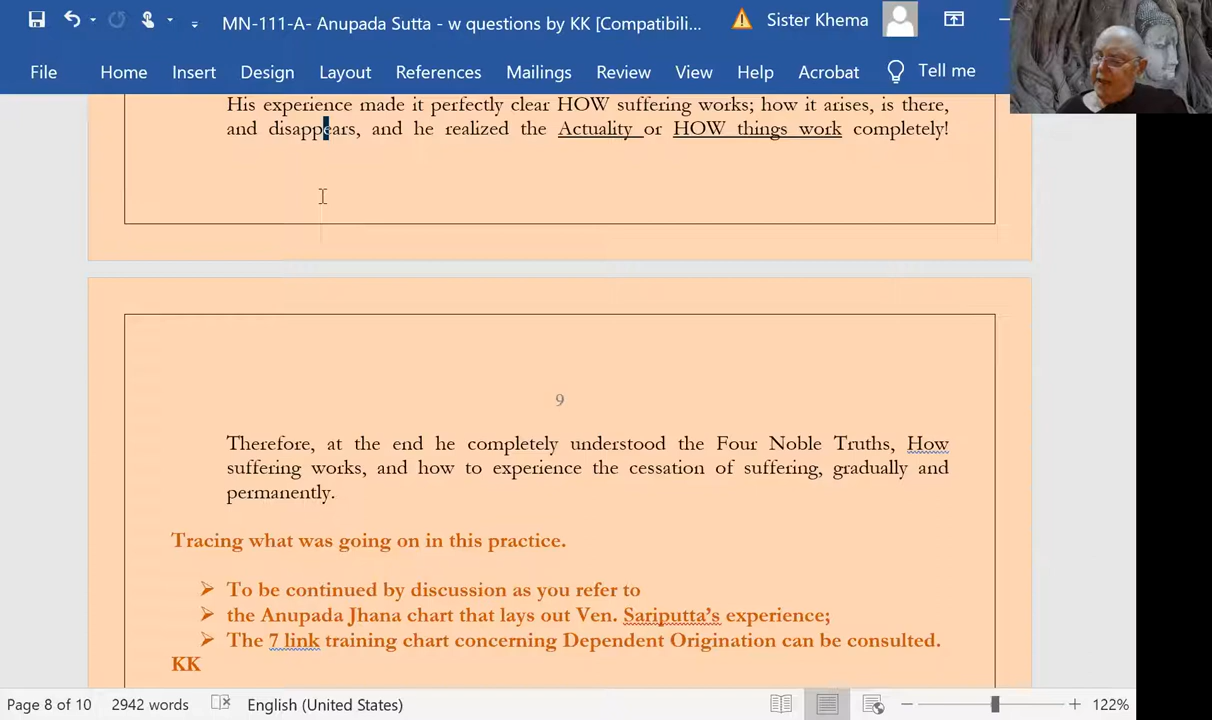 MN-111-A- Anupada Sutta - w questions by KK [Compatibili... Sister Khema
File Home Insert Design Layout References Mailings Review View Help Acrobat Tell me
His experience made it perfectly clear HOW suffering works; how it arises, is there,
and disappears, and he realized the Actuality or HOW things work completely!
9
Therefore, at the end he completely understood the Four Noble Truths, How
suffering works, and how to experience the cessation of suffering, gradually and
permanently.
Tracing what was going on in this practice.
To be continued by discussion as you refer to
the Anupada Jhana chart that lays out Ven. Sariputta's experience;
The 7 link training chart concerning Dependent Origination can be consulted.
KK
Page 8 of 10 2942 words English (United States) 122%